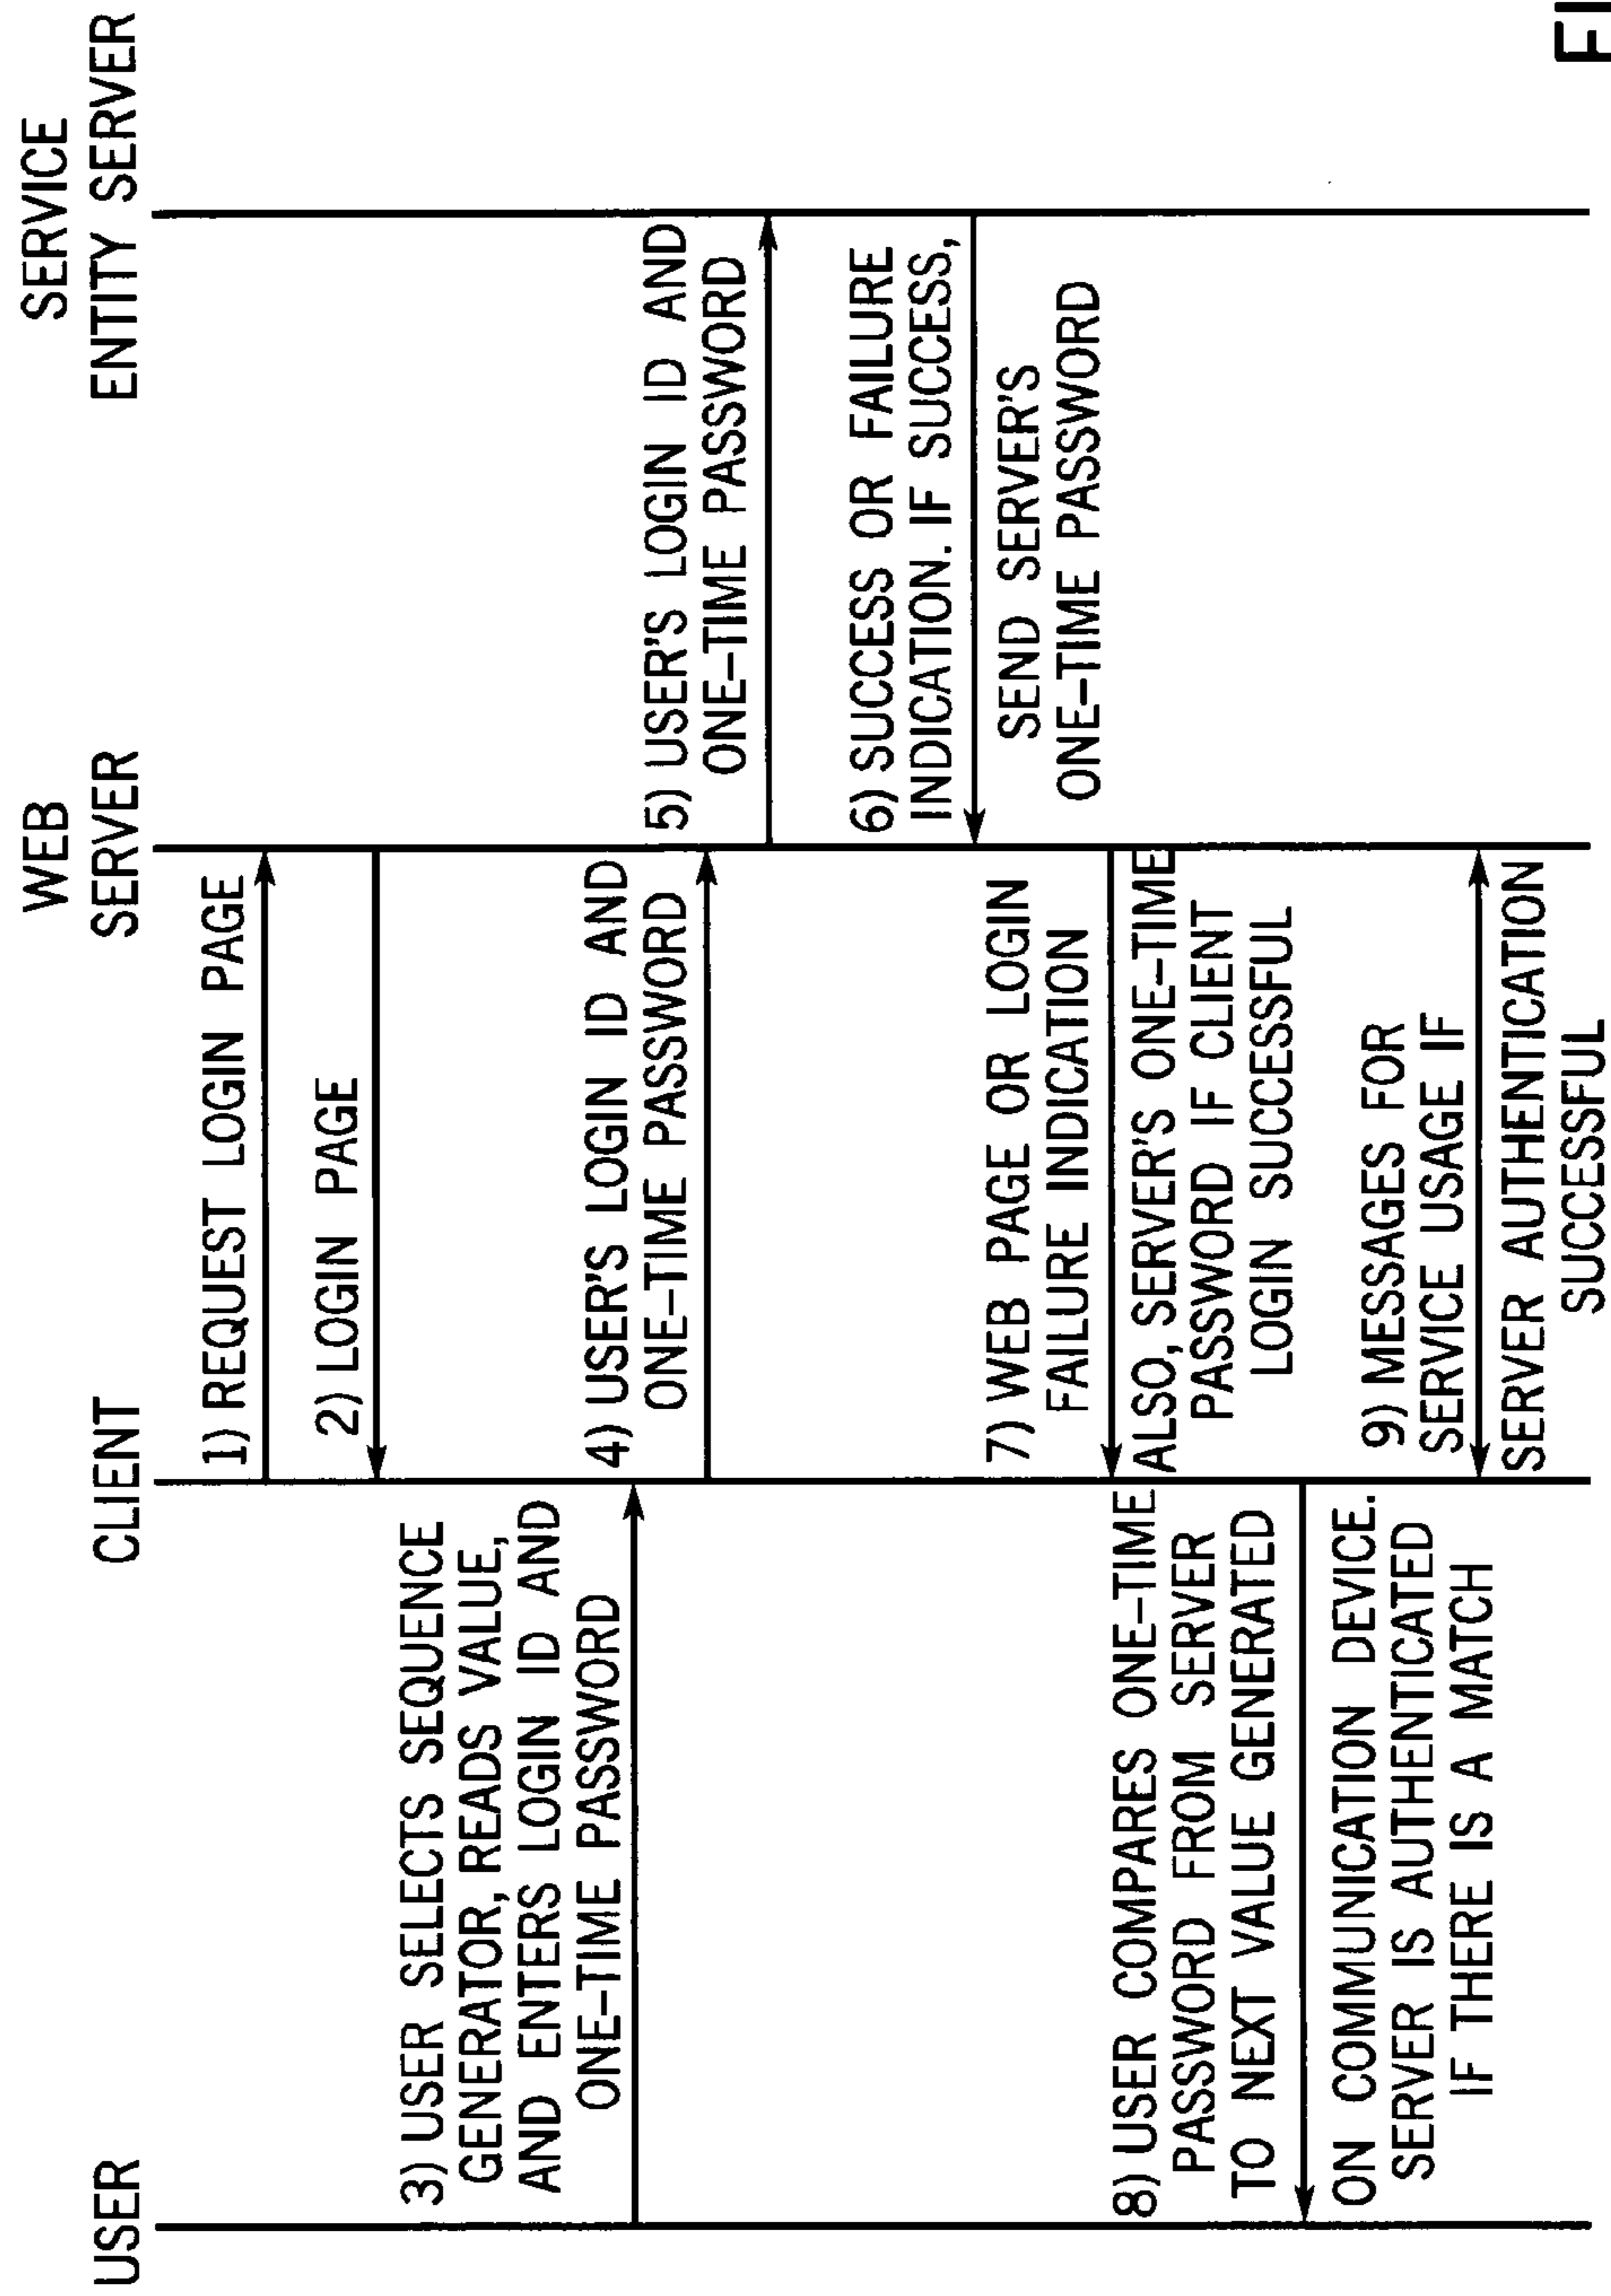 USER
CLIENT
WEB
SERVER
SERVICE
ENTITY SERVER
1) REQUEST LOGIN PAGE
2) LOGIN PAGE
3) USER SELECTS SEQUENCE
GENERATOR, READS VALUE,
AND ENTERS LOGIN ID AND
ONE-TIME PASSWORD
4) USER'S LOGIN ID AND
ONE-TIME PASSWORD
5) USER'S LOGIN ID AND
ONE-TIME PASSWORD
6) SUCCESS OR FAILURE
INDICATION. IF SUCCESS,
SEND SERVER'S
ONE-TIME PASSWORD
7) WEB PAGE OR LOGIN
FAILURE INDICATION
ALSO, SERVER'S ONE-TIME
PASSWORD IF CLIENT
LOGIN SUCCESSFUL
8) USER COMPARES ONE-TIME
PASSWORD FROM SERVER
TO NEXT VALUE GENERATED
ON COMMUNICATION DEVICE.
SERVER IS AUTHENTICATED
IF THERE IS A MATCH
9) MESSAGES FOR
SERVICE USAGE IF
SERVER AUTHENTICATION
SUCCESSFUL